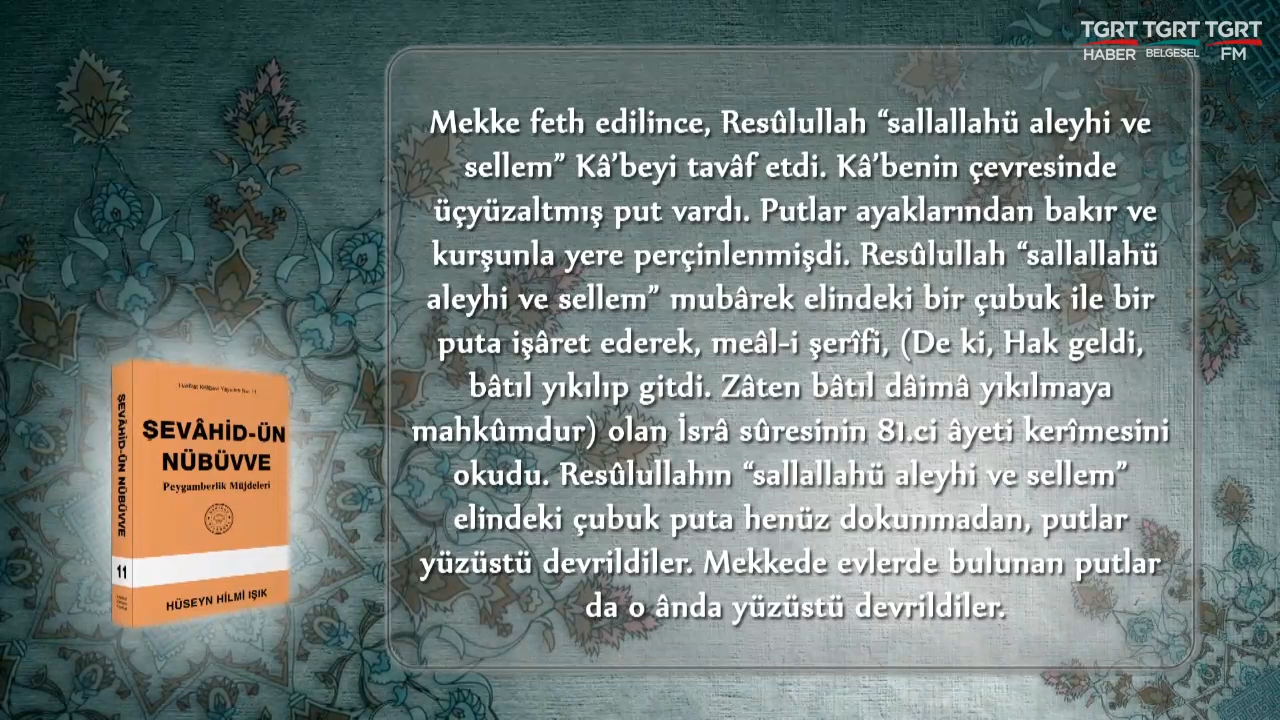 TGRT HABER
TGRT BELGESEL
TGRT FM
Mekke feth edilince, Resûlullah “sallallahü aleyhi ve
sellem” Kâ’beyi tavâf etdi. Kâ’benin çevresinde
üçyüzaltmış put vardı. Putlar ayaklarından bakır ve
kurşunla yere perçinlenmişdi. Resûlullah “sallallahü
aleyhi ve sellem” mubârek elindeki bir çubuk ile bir
puta işâret ederek, meâl-i şerîfi, (De ki, Hak geldi,
bâtıl yıkılıp gitdi. Zâten bâtıl dâimâ yıkılmaya
mahkûmdur) olan İsrâ sûresinin 81.ci âyeti kerîmesini
okudu. Resûlullahın “sallallahü aleyhi ve sellem”
elindeki çubuk puta henüz dokunmadan, putlar
yüzüstü devrildiler. Mekkede evlerde bulunan putlar
da o ânda yüzüstü devrildiler.
ŞEVÂHİD-ÜN NÜBÜVVE
11
Hakîkat Kitâbevi Yayınları No: 11
ŞEVÂHİD-ÜN
NÜBÜVVE
Peygamberlik Müjdeleri
HÜSEYN HİLMİ IŞIK